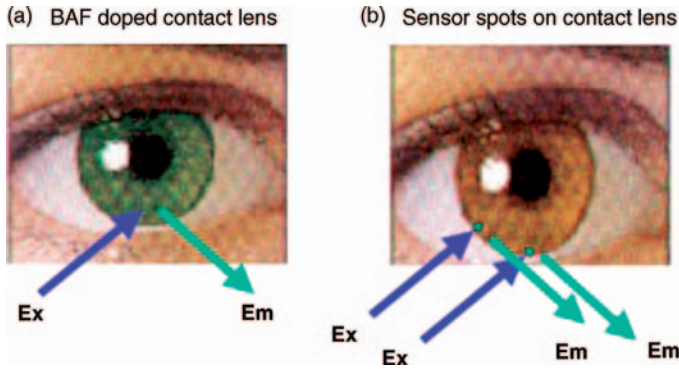 (a) BAF doped contact lens
(b) Sensor spots on contact lens
Ex
Em
Ex
Ex
Em
Em